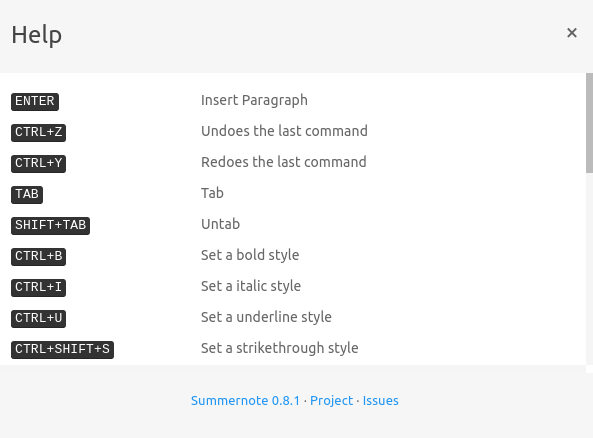 Help ×
ENTER Insert Paragraph
CTRL+Z Undoes the last command
CTRL+Y Redoes the last command
TAB Tab
SHIFT+TAB Untab
CTRL+B Set a bold style
CTRL+I Set a italic style
CTRL+U Set a underline style
CTRL+SHIFT+S Set a strikethrough style
Summernote 0.8.1 · Project · Issues